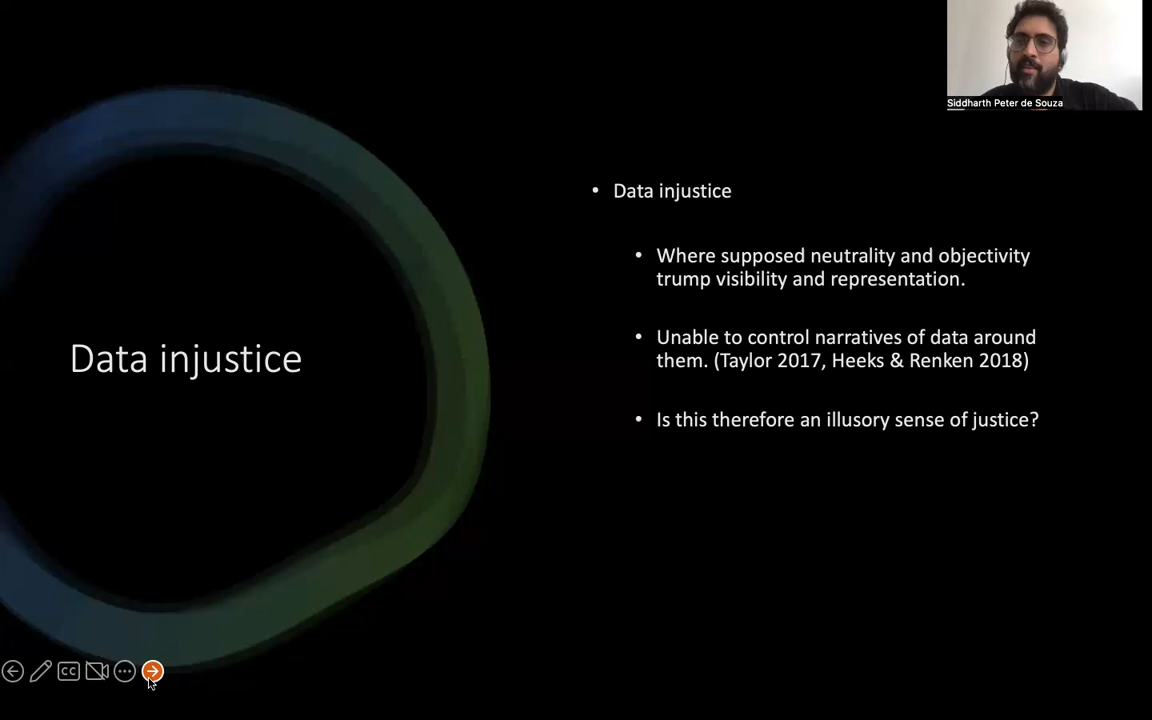 Siddharth Peter de Souza
Data injustice
• Data injustice
• Where supposed neutrality and objectivity
trump visibility and representation.
• Unable to control narratives of data around
them. (Taylor 2017, Heeks & Renken 2018)
• Is this therefore an illusory sense of justice?
CC